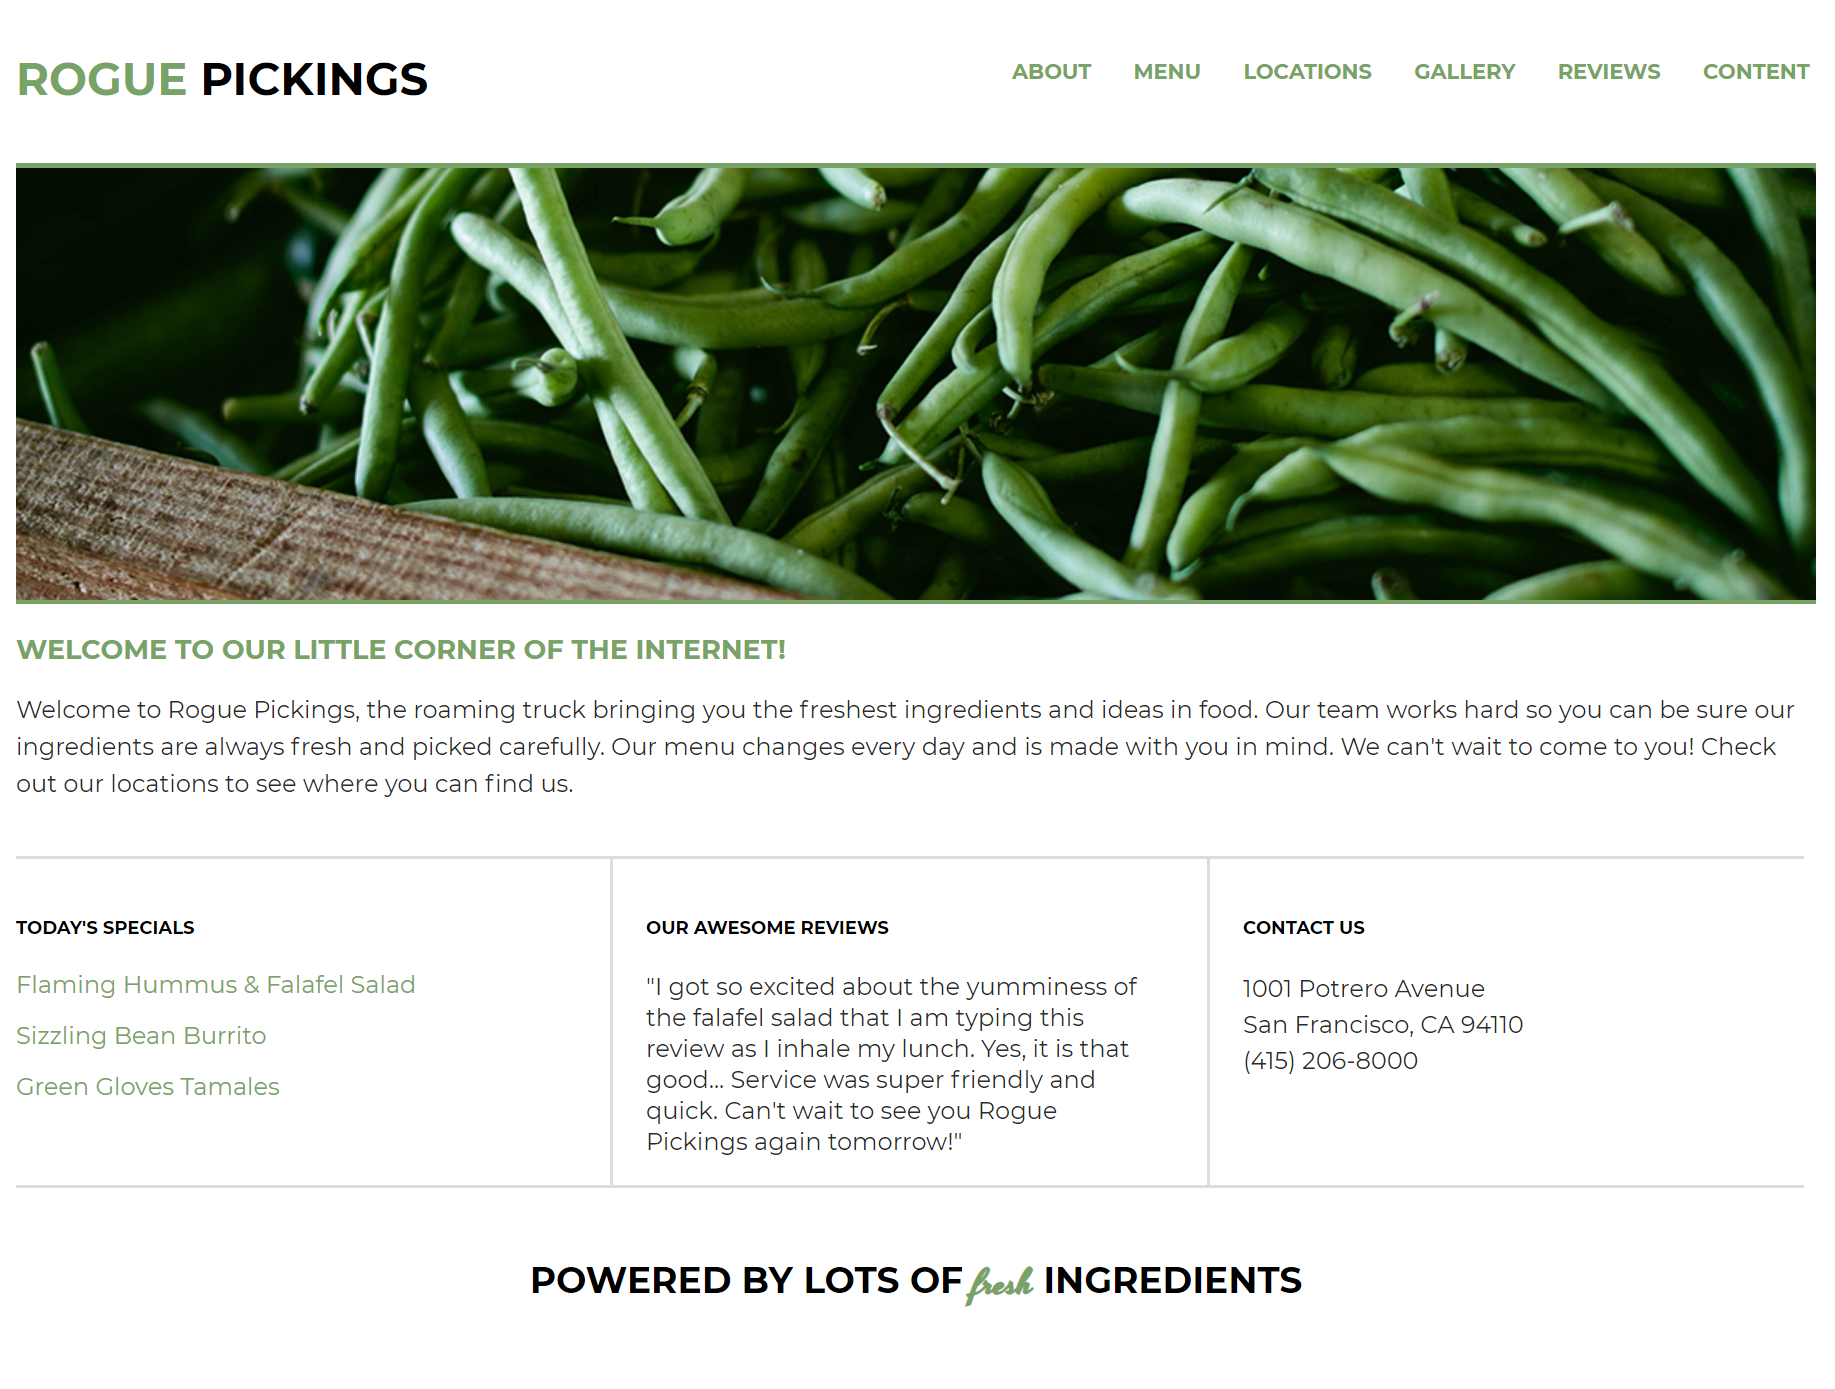 ROGUE PICKINGS
ABOUT MENU LOCATIONS GALLERY REVIEWS CONTENT
WELCOME TO OUR LITTLE CORNER OF THE INTERNET!
Welcome to Rogue Pickings, the roaming truck bringing you the freshest ingredients and ideas in food. Our team works hard so you can be sure our
ingredients are always fresh and picked carefully. Our menu changes every day and is made with you in mind. We can't wait to come to you! Check
out our locations to see where you can find us.
TODAY'S SPECIALS
Flaming Hummus & Falafel Salad
Sizzling Bean Burrito
Green Gloves Tamales
OUR AWESOME REVIEWS
"I got so excited about the yumminess of
the falafel salad that I am typing this
review as I inhale my lunch. Yes, it is that
good... Service was super friendly and
quick. Can't wait to see you Rogue
Pickings again tomorrow!"
CONTACT US
1001 Potrero Avenue
San Francisco, CA 94110
(415) 206-8000
POWERED BY LOTS OF fresh INGREDIENTS